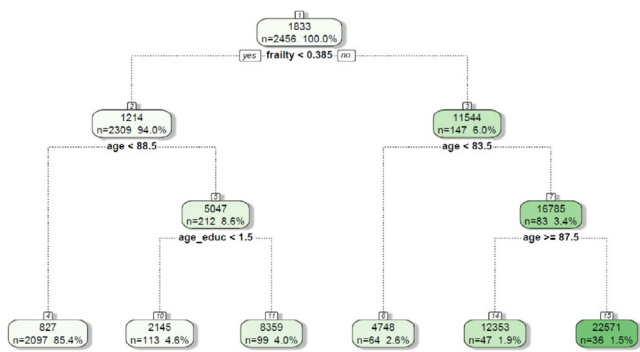 1
1833
n=2456 100.0%
yes frailty < 0.385 no
2
1214
n=2309 94.0%
age < 88.5
3
11544
n=147 6.0%
age < 83.5
5
5047
n=212 8.6%
age_educ < 1.5
7
16785
n=83 3.4%
age >= 87.5
4
827
n=2097 85.4%
10
2145
n=113 4.6%
11
8359
n=99 4.0%
6
4748
n=64 2.6%
14
12353
n=47 1.9%
15
22571
n=36 1.5%